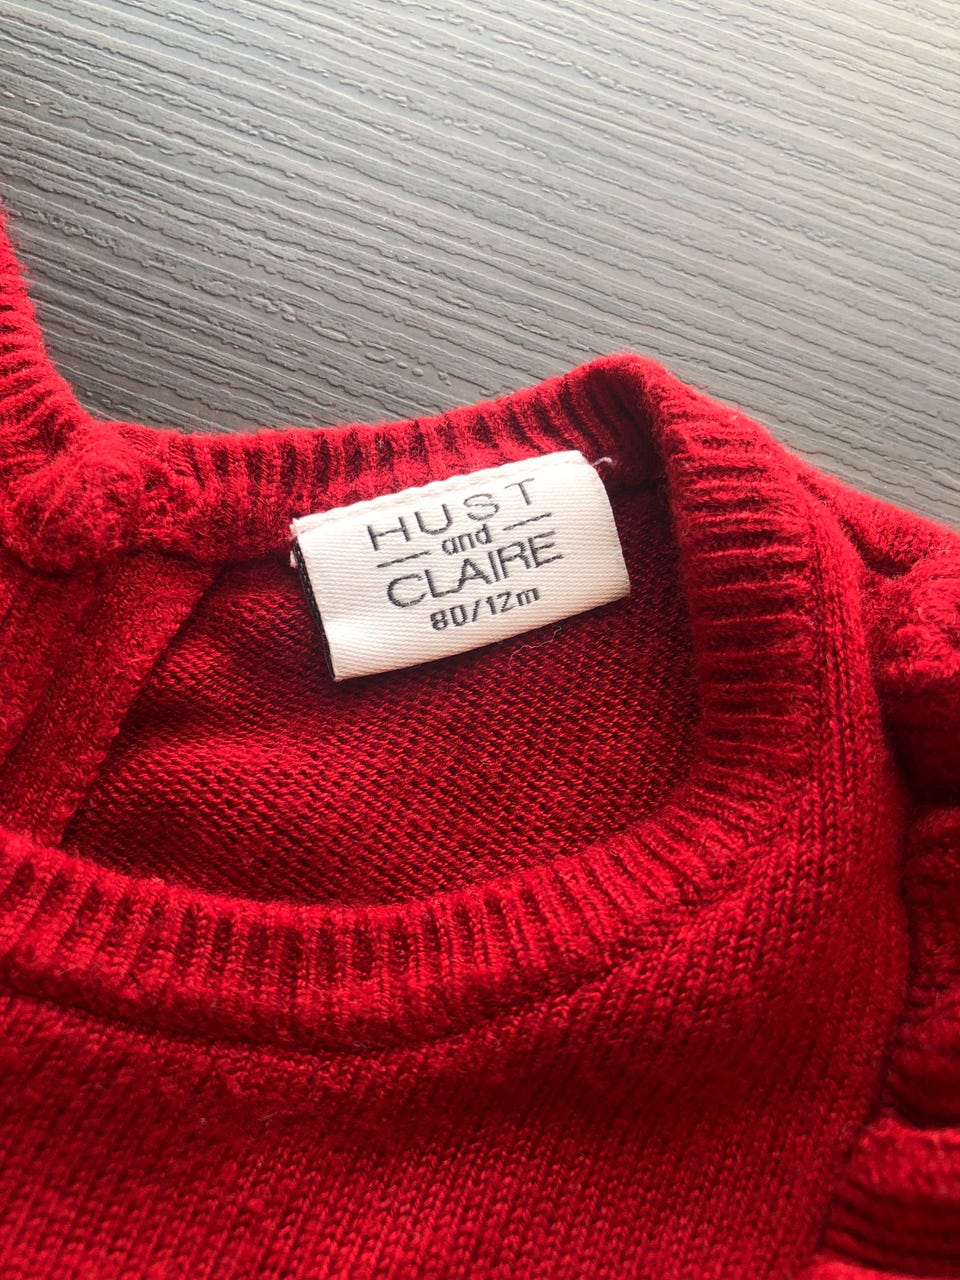 HUST
and
CLAIRE
80/12m